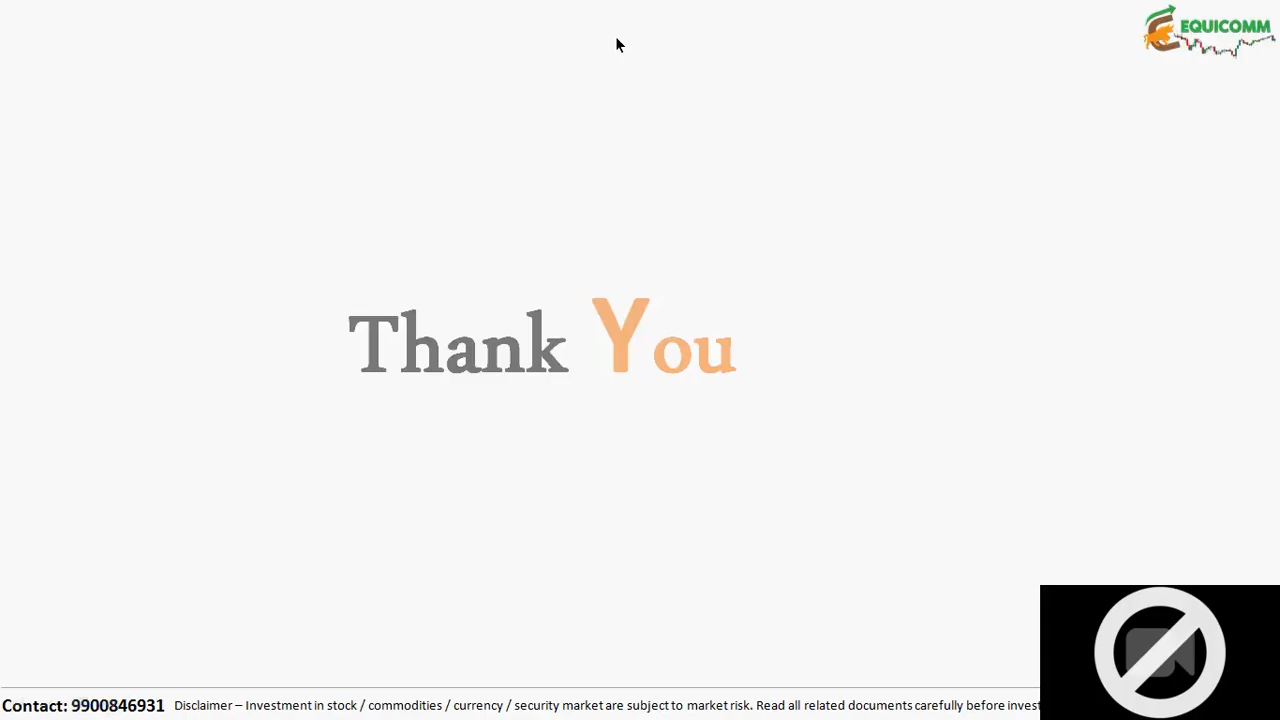 EQUICOMM
Thank You
Contact: 9900846931 Disclaimer – Investment in stock / commodities / currency / security market are subject to market risk. Read all related documents carefully before invest